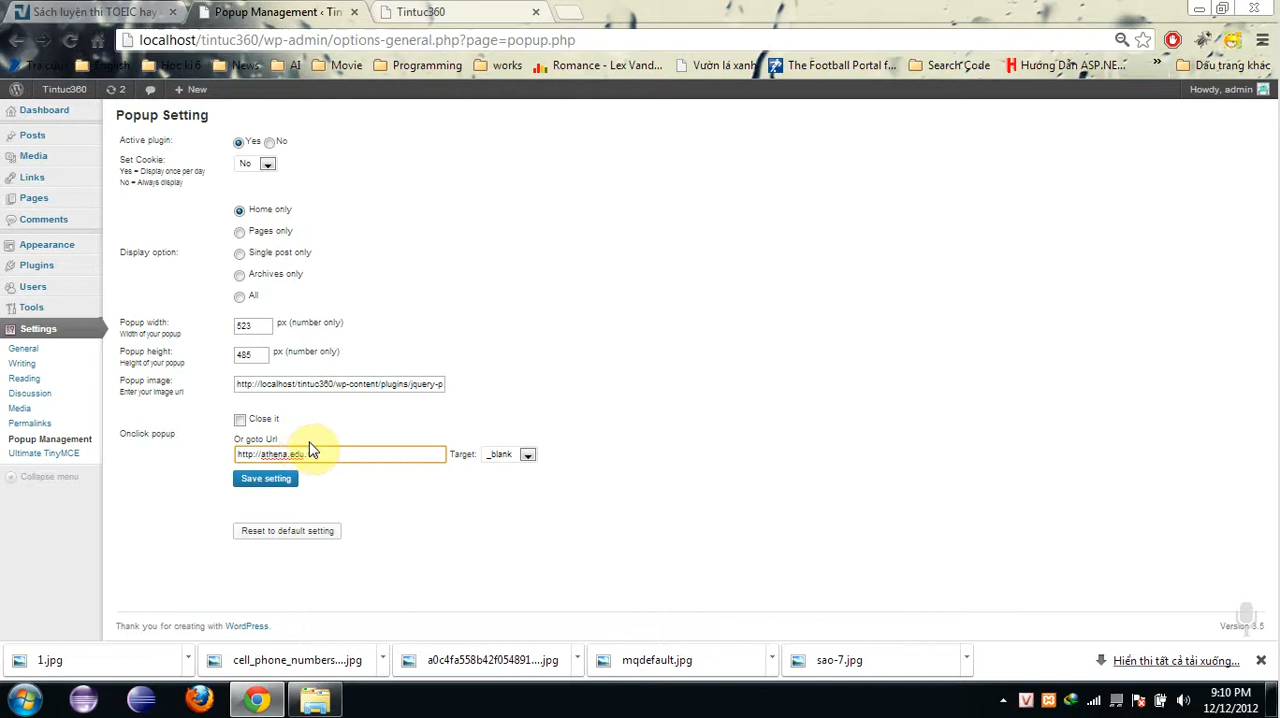 Sách luyện thi TOEIC hay
Popup Management ‹ Tin
Tintuc360
localhost/tintuc360/wp-admin/options-general.php?page=popup.php
Tra cuu
English
Học kì 6
News
AI
Movie
Programming
works
Romance - Lex Vand...
Vườn lá xanh
The Football Portal f...
Search Code
Hướng Dẫn ASP.NE...
»
Dấu trang khác
Tintuc360
2
+ New
Howdy, admin
Dashboard
Posts
Media
Links
Pages
Comments
Appearance
Plugins
Users
Tools
Settings
General
Writing
Reading
Discussion
Media
Permalinks
Popup Management
Ultimate TinyMCE
Collapse menu
Popup Setting
Active plugin:
Yes
No
Set Cookie:
Yes = Display once per day
No = Always display
No
Display option:
Home only
Pages only
Single post only
Archives only
All
Popup width:
Width of your popup
523
px (number only)
Popup height:
Height of your popup
485
px (number only)
Popup image:
Enter your image url
http://localhost/tintuc360/wp-content/plugins/jquery-p
Onclick popup
Close it
Or goto Url
http://athena.edu.
Target:
_blank
Save setting
Reset to default setting
Thank you for creating with WordPress.
Version 3.5
1.jpg
cell_phone_numbers....jpg
a0c4fa558b42f054891....jpg
mqdefault.jpg
sao-7.jpg
Hiển thị tất cả tải xuống...
9:10 PM
12/12/2012